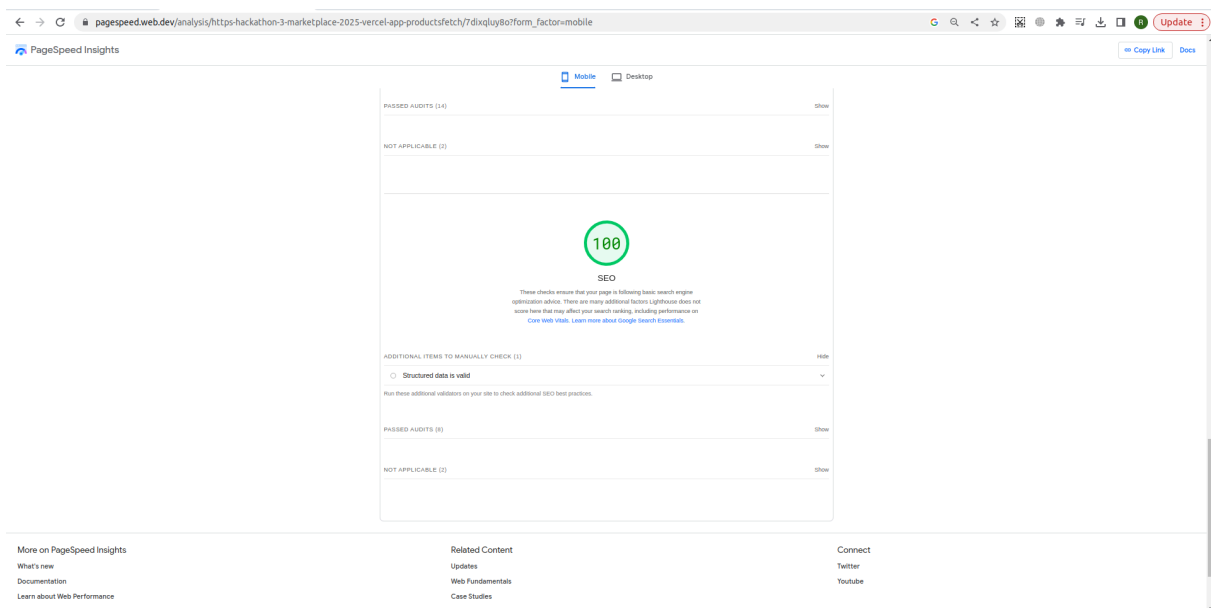 pagespeed.web.dev/analysis/https-hackathon-3-marketplace-2025-vercel-app-productsfetch/7dixqluy8o?form_factor=mobile
G
R
Update
PageSpeed Insights
Copy Link
Docs
Mobile
Desktop
PASSED AUDITS (14)
Show
NOT APPLICABLE (2)
Show
100
SEO
These checks ensure that your page is following basic search engine
optimization advice. There are many additional factors Lighthouse does not
score here that may affect your search ranking, including performance on
Core Web Vitals. Learn more about Google Search Essentials.
ADDITIONAL ITEMS TO MANUALLY CHECK (1)
Hide
Structured data is valid
Run these additional validators on your site to check additional SEO best practices.
PASSED AUDITS (8)
Show
NOT APPLICABLE (2)
Show
More on PageSpeed Insights
What's new
Documentation
Learn about Web Performance
Related Content
Updates
Web Fundamentals
Case Studies
Connect
Twitter
Youtube